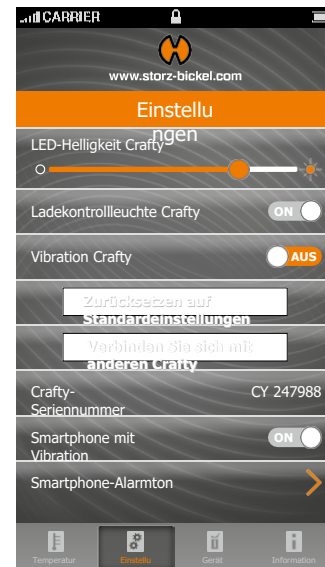 CARRIER
www.storz-bickel.com
Einstellu
ngen
LED-Helligkeit Crafty
Ladekontrollleuchte Crafty ON
Vibration Crafty AUS
Zurücksetzen auf
Standardeinstellungen
Verbinden Sie sich mit
anderen Crafty
Crafty- CY 247988
Seriennummer
Smartphone mit ON
Vibration
Smartphone-Alarmton
Temperatur Einstellu Gerät Information